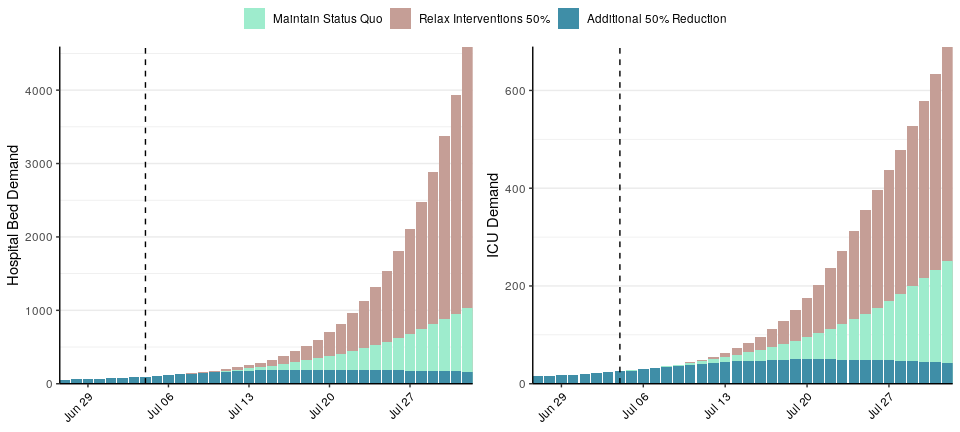 Maintain Status Quo Relax Interventions 50% Additional 50% Reduction
Hospital Bed Demand
4000
3000
2000
1000
0
Jun 29 Jul 06 Jul 13 Jul 20 Jul 27
ICU Demand
600
400
200
0
Jun 29 Jul 06 Jul 13 Jul 20 Jul 27